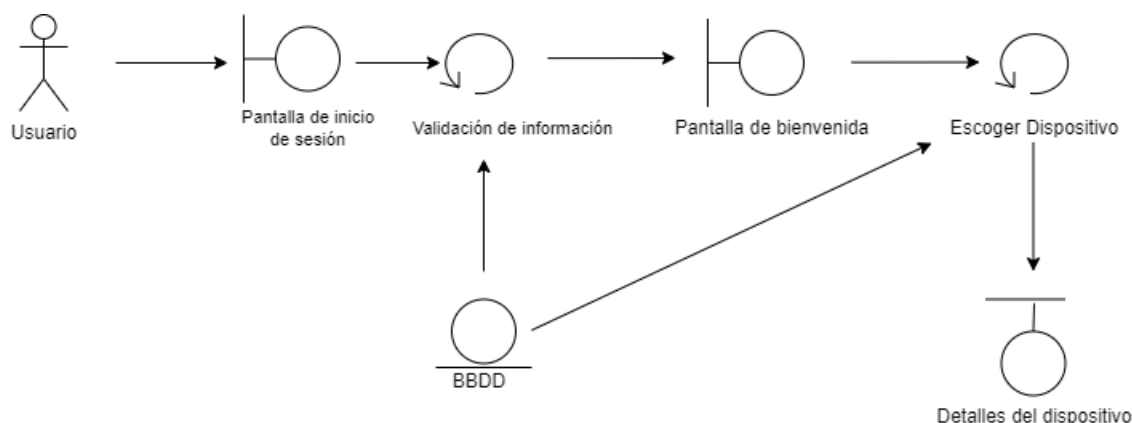 Usuario
Pantalla de inicio
de sesión
Validación de información
Pantalla de bienvenida
Escoger Dispositivo
BBDD
Detalles del dispositivo